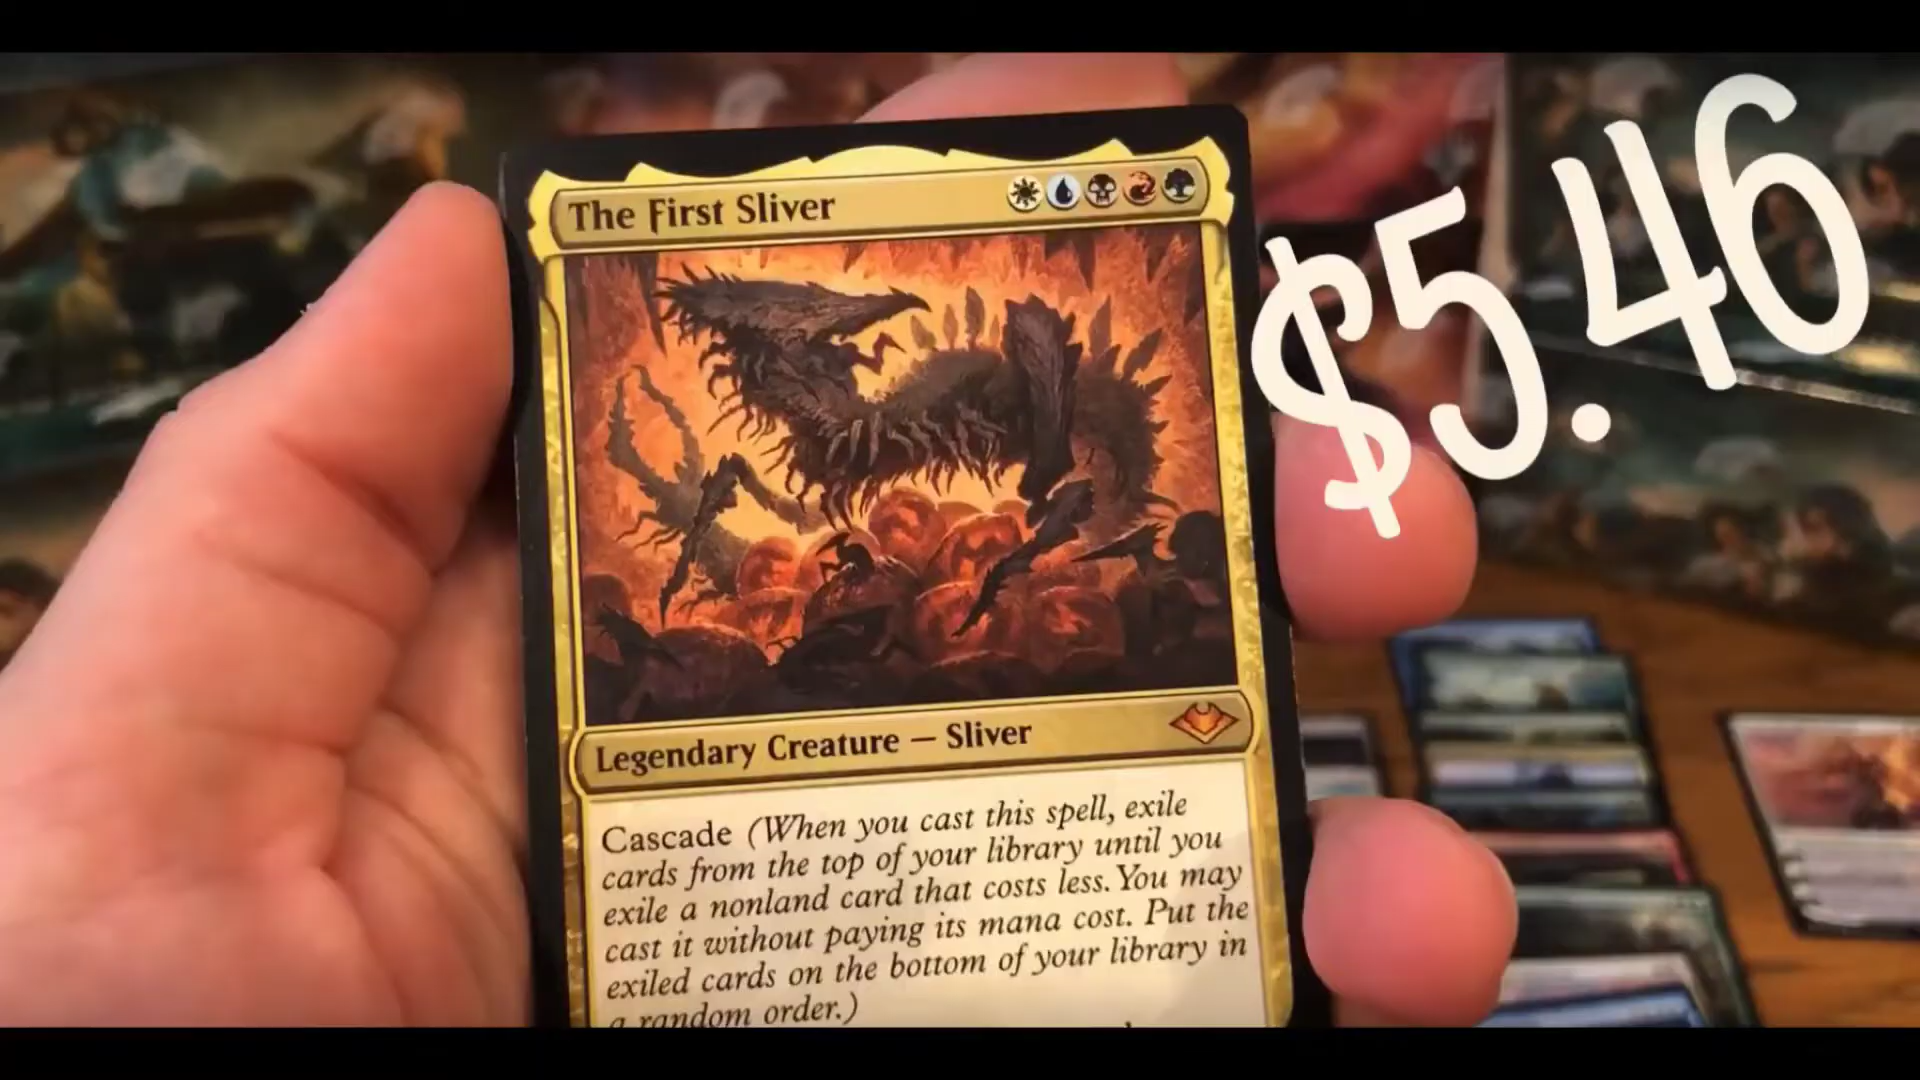 The First Sliver
$5.46
Legendary Creature — Sliver
Cascade (When you cast this spell, exile
cards from the top of your library until you
exile a nonland card that costs less. You may
cast it without paying its mana cost. Put the
exiled cards on the bottom of your library in
a random order.)